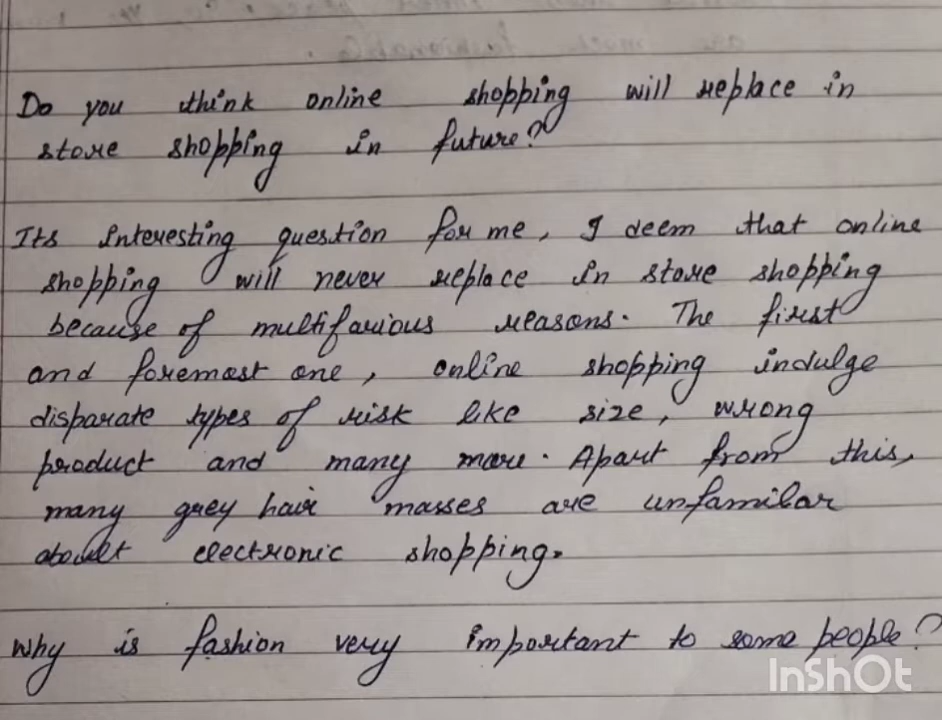 Do you think online shopping will replace in
store shopping in future?
Its interesting question for me, I deem that online
shopping will never replace in store shopping
because of multifarious reasons. The first
and foremost one, online shopping indulge
disparate types of risk like size, wrong
product and many more. Apart from this,
many grey hair masses are unfamilar
about electronic shopping.
Why is fashion very important to some people?
InShOt